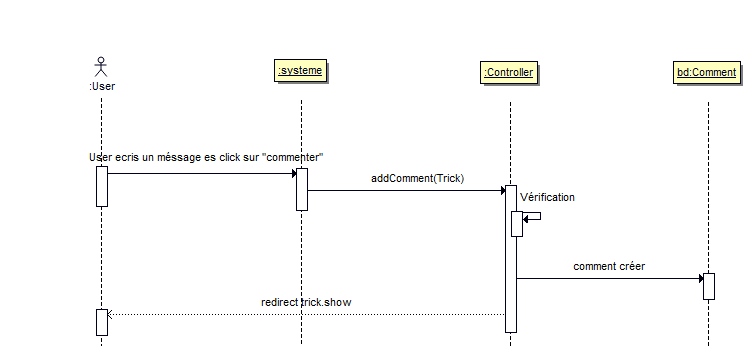 :User
:systeme
:Controller
bd:Comment
User ecris un méssage es click sur "commenter"
addComment(Trick)
Vérification
comment créer
redirect trick.show